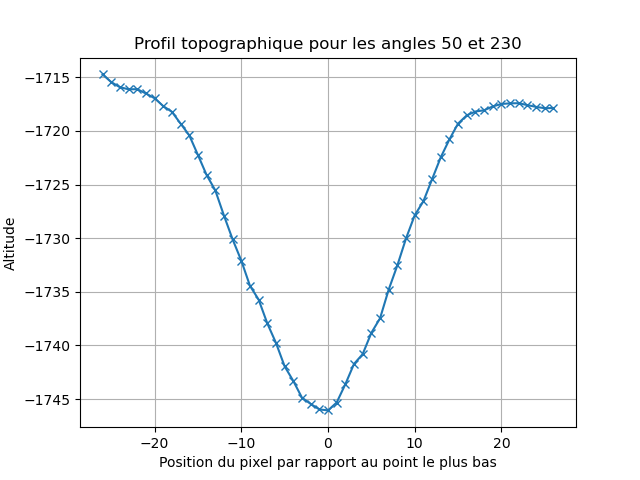 Profil topographique pour les angles 50 et 230
−1715
−1720
−1725
−1730
−1735
−1740
−1745
Altitude
−20 −10 0 10 20
Position du pixel par rapport au point le plus bas